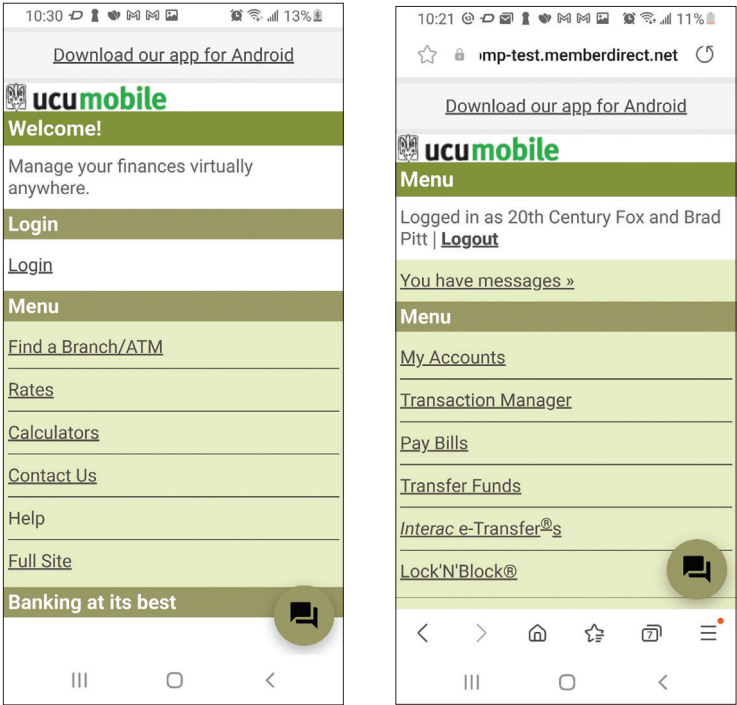 10:30
13%
Download our app for Android
ucumobile
Welcome!
Manage your finances virtually
anywhere.
Login
Login
Menu
Find a Branch/ATM
Rates
Calculators
Contact Us
Help
Full Site
Banking at its best
10:21
11%
mp-test.memberdirect.net
Download our app for Android
ucumobile
Menu
Logged in as 20th Century Fox and Brad
Pitt | Logout
You have messages »
Menu
My Accounts
Transaction Manager
Pay Bills
Transfer Funds
Interac e-Transfer®s
Lock'N'Block®
7